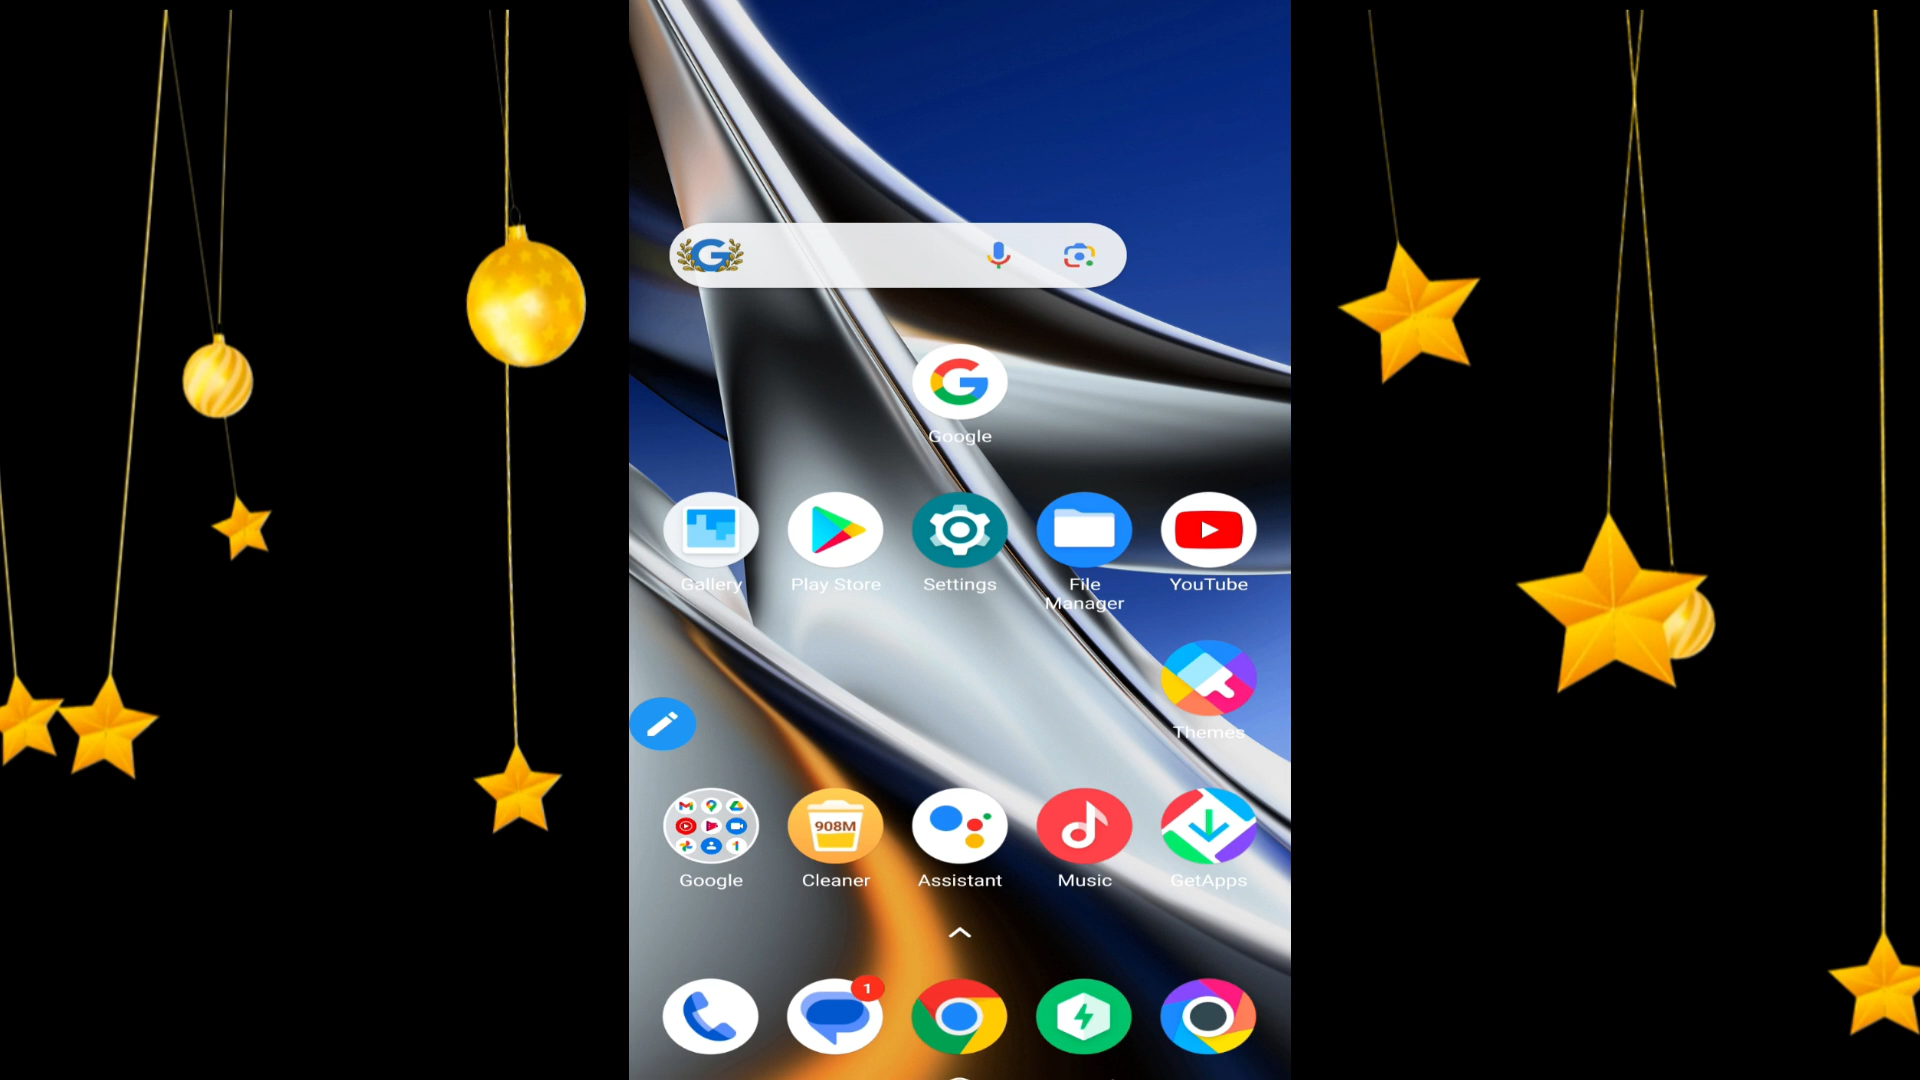 Google
Gallery
Play Store
Settings
File
Manager
YouTube
Themes
908M
Google
Cleaner
Assistant
Music
GetApps
1